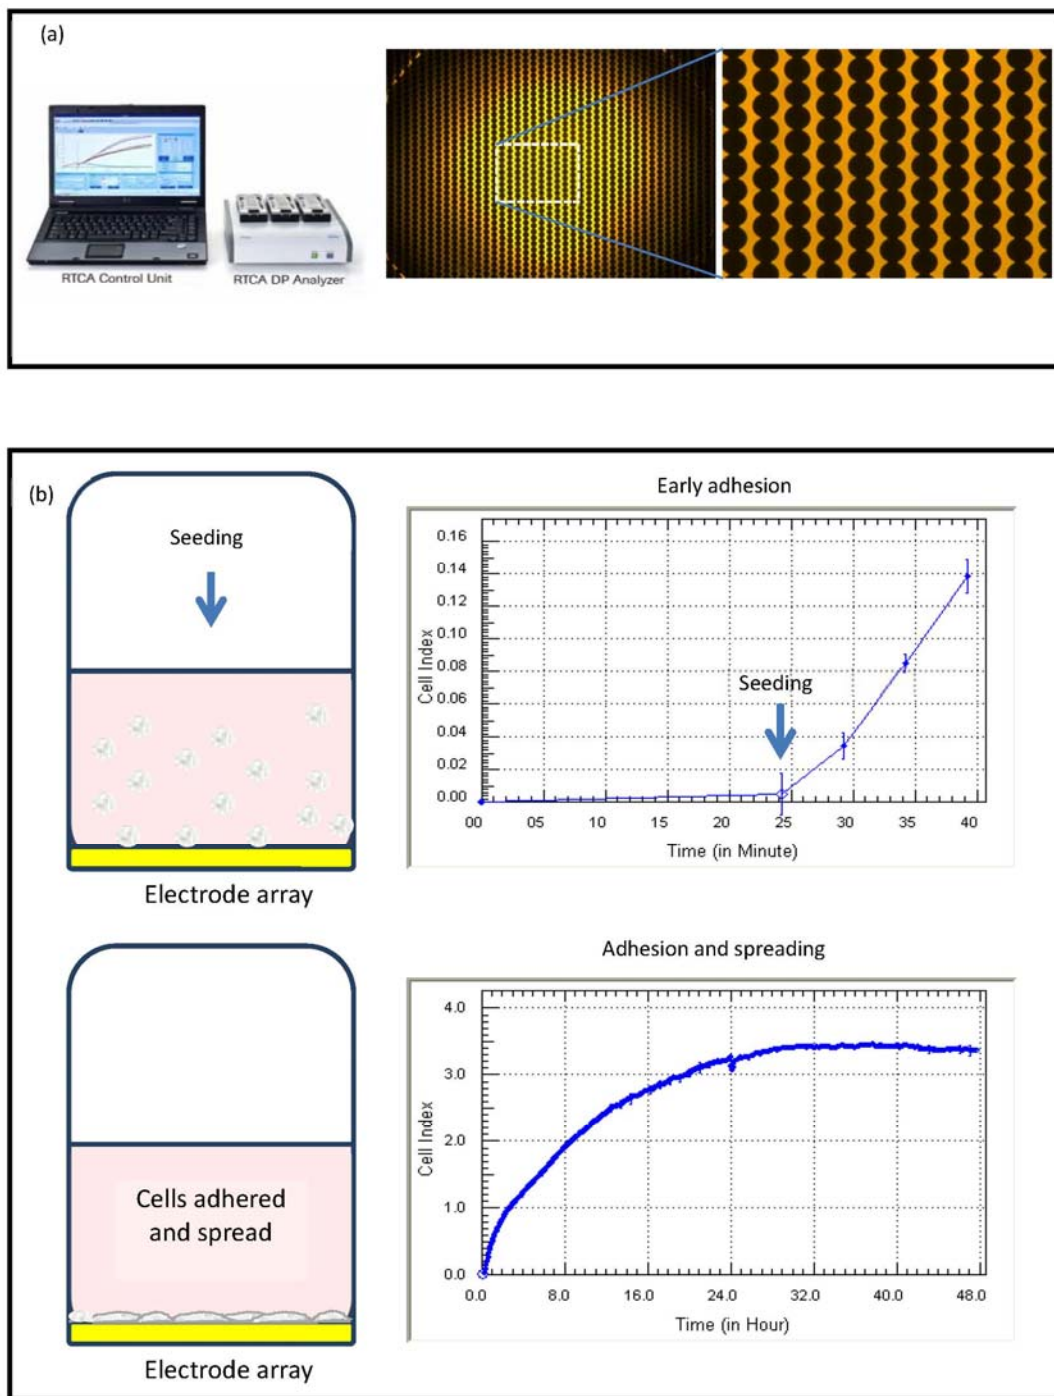 (a)
RTCA Control Unit
RTCA DP Analyzer
(b)
Seeding
Electrode array
Early adhesion
0.16
0.14
0.12
0.10
0.08
0.06
0.04
0.02
0.00
Cell Index
Seeding
00 05 10 15 20 25 30 35 40
Time (in Minute)
Cells adhered
and spread
Electrode array
Adhesion and spreading
4.0
3.0
2.0
1.0
0.0
Cell Index
0.0 8.0 16.0 24.0 32.0 40.0 48.0
Time (in Hour)